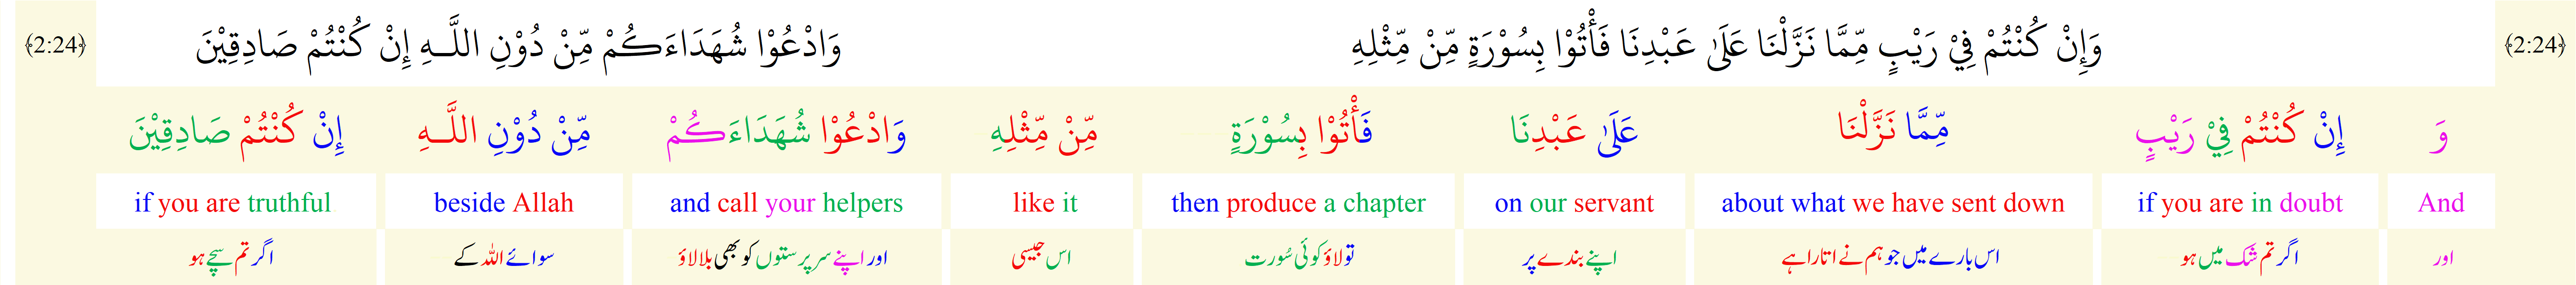 ﴿2:24﴾ وَإِنْ كُنْتُمْ فِيْ رَيْبٍ مِّمَّا نَزَّلْنَا عَلَىٰ عَبْدِنَا فَأْتُوْا بِسُوْرَةٍ مِّنْ مِّثْلِهِ وَادْعُوْا شُهَدَاءَكُمْ مِّنْ دُوْنِ اللَّـهِ إِنْ كُنْتُمْ صَادِقِيْنَ ﴿2:24﴾
وَ إِنْ كُنْتُمْ فِيْ رَيْبٍ مِّمَّا نَزَّلْنَا عَلَىٰ عَبْدِنَا فَأْتُوْا بِسُوْرَةٍ مِّنْ مِّثْلِهِ وَادْعُوْا شُهَدَاءَكُمْ مِّنْ دُوْنِ اللَّـهِ إِنْ كُنْتُمْ صَادِقِيْنَ
And if you are in doubt about what we have sent down on our servant then produce a chapter like it and call your helpers beside Allah if you are truthful
اور اگر تم شک میں ہو اس بارے میں جو ہم نے اتارا ہے اپنے بندے پر تو لاؤ کوئی سُورت اس جیسی اور اپنے سرپرستوں کو بھی بلا لاؤ سوائے اللہ کے اگر تم سچے ہو